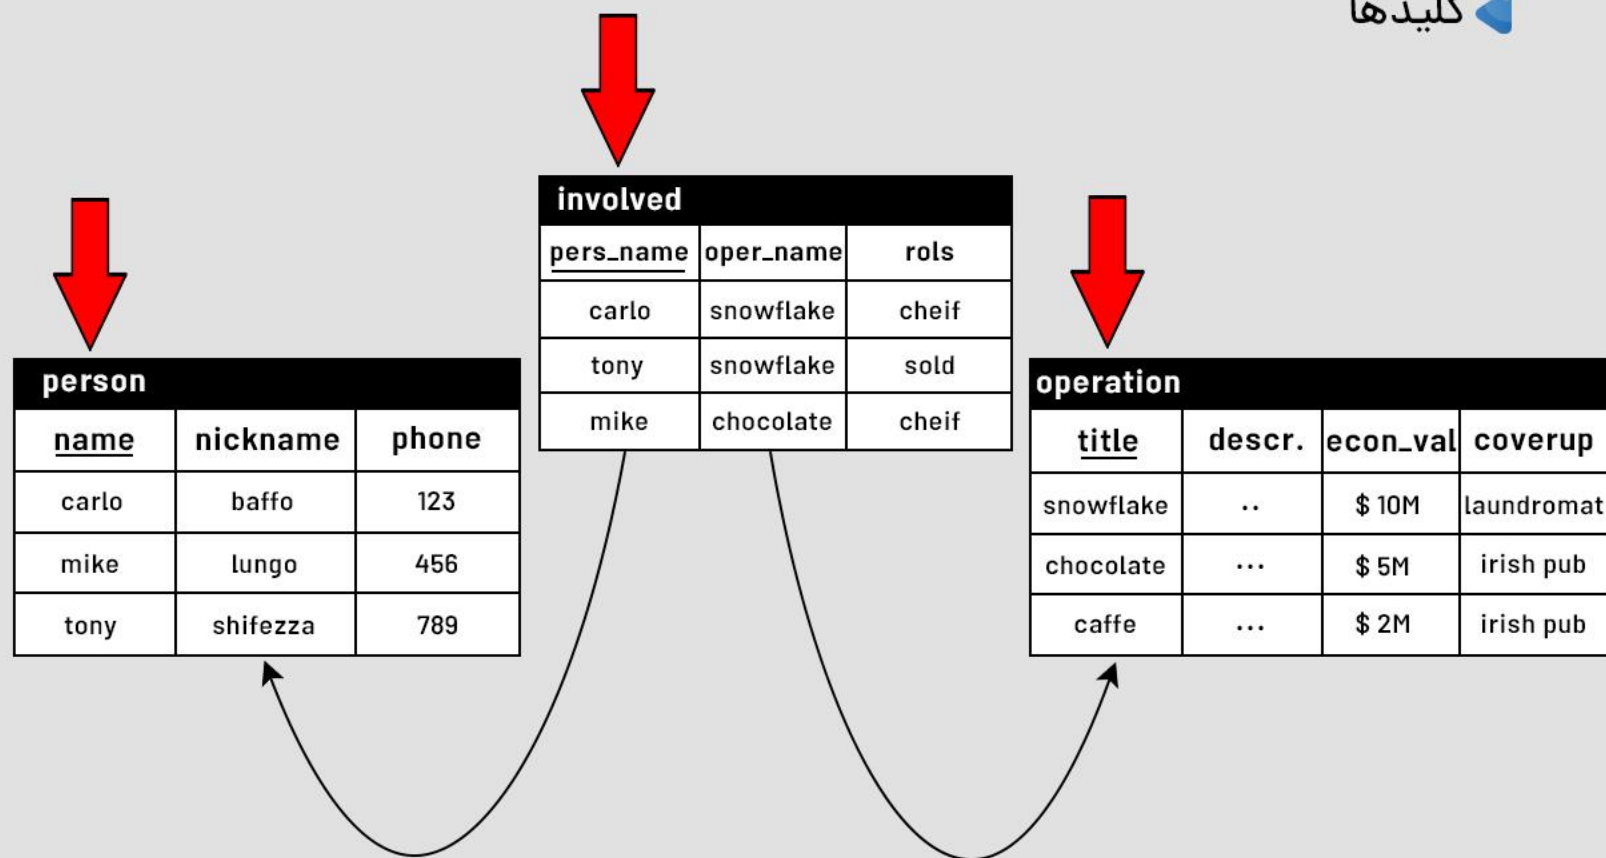 کلیدها
involved
pers_name oper_name rols
carlo snowflake cheif
tony snowflake sold
mike chocolate cheif
person
name nickname phone
carlo baffo 123
mike lungo 456
tony shifezza 789
operation
title descr. econ_val coverup
snowflake .. $ 10M laundromat
chocolate ... $ 5M irish pub
caffe ... $ 2M irish pub